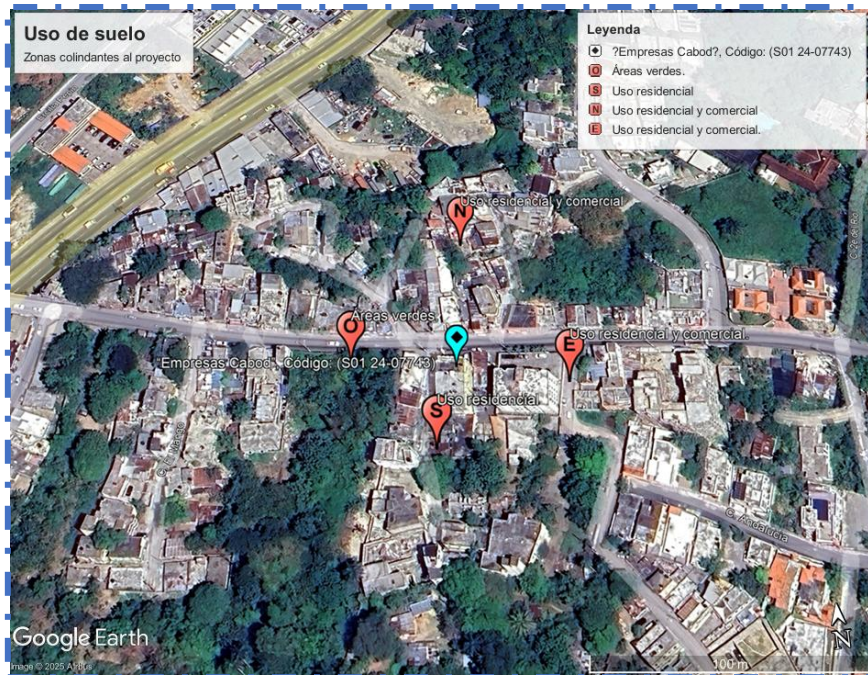 Uso de suelo
Zonas colindantes al proyecto
Leyenda
?Empresas Cabod?, Código: (S01 24-07743)
O Áreas verdes.
S Uso residencial
N Uso residencial y comercial
E Uso residencial y comercial.
N
Uso residencial y comercial
O
Áreas verdes.
E
Uso residencial y comercial.
Empresas Cabod?, Código: (S01 24-07743)
S
Uso residencial.
C. Andalucia
Google Earth
Image © 2025 Airbus
100 m
N